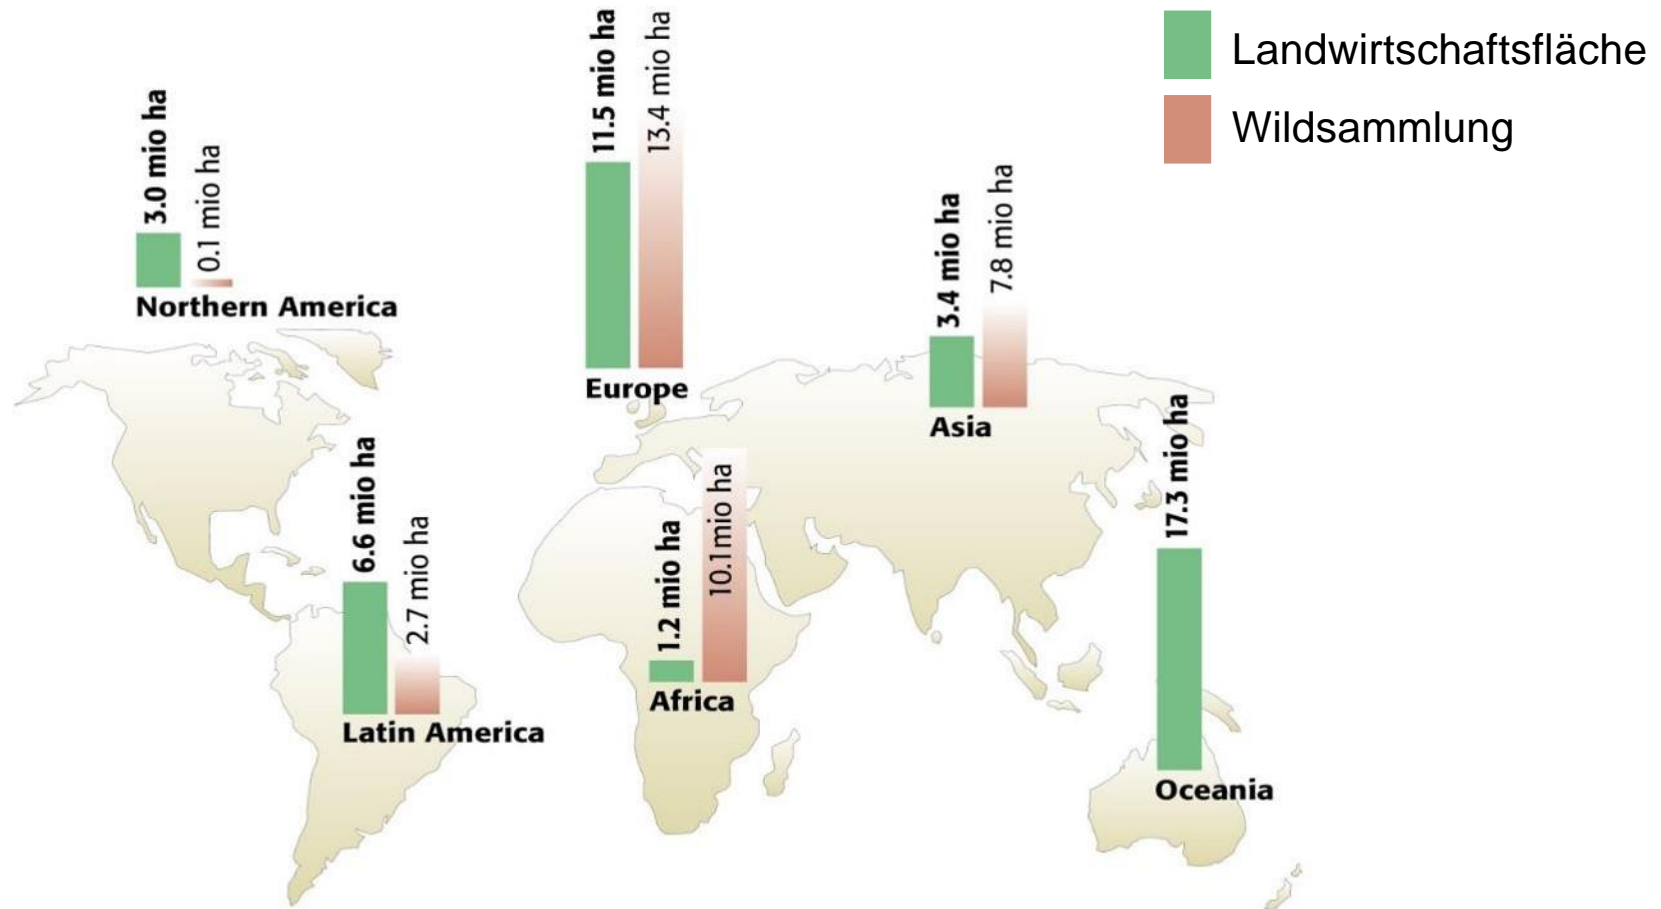 Landwirtschaftsfläche
Wildsammlung
3.0 mio ha
0.1 mio ha
Northern America
11.5 mio ha
13.4 mio ha
Europe
3.4 mio ha
7.8 mio ha
Asia
6.6 mio ha
2.7 mio ha
Latin America
1.2 mio ha
10.1 mio ha
Africa
17.3 mio ha
Oceania